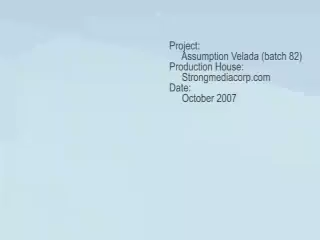 Project:
Assumption Velada (batch 82)
Production House:
Strongmediacorp.com
Date:
October 2007